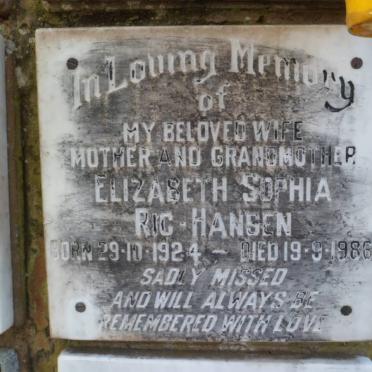 In Loving Memory
of
MY BELOVED WIFE
MOTHER AND GRANDMOTHER
ELIZABETH SOPHIA
RIC-HANSEN
BORN 29-10-1924 - DIED 19-9-1986
SADLY MISSED
AND WILL ALWAYS BE
REMEMBERED WITH LOVE